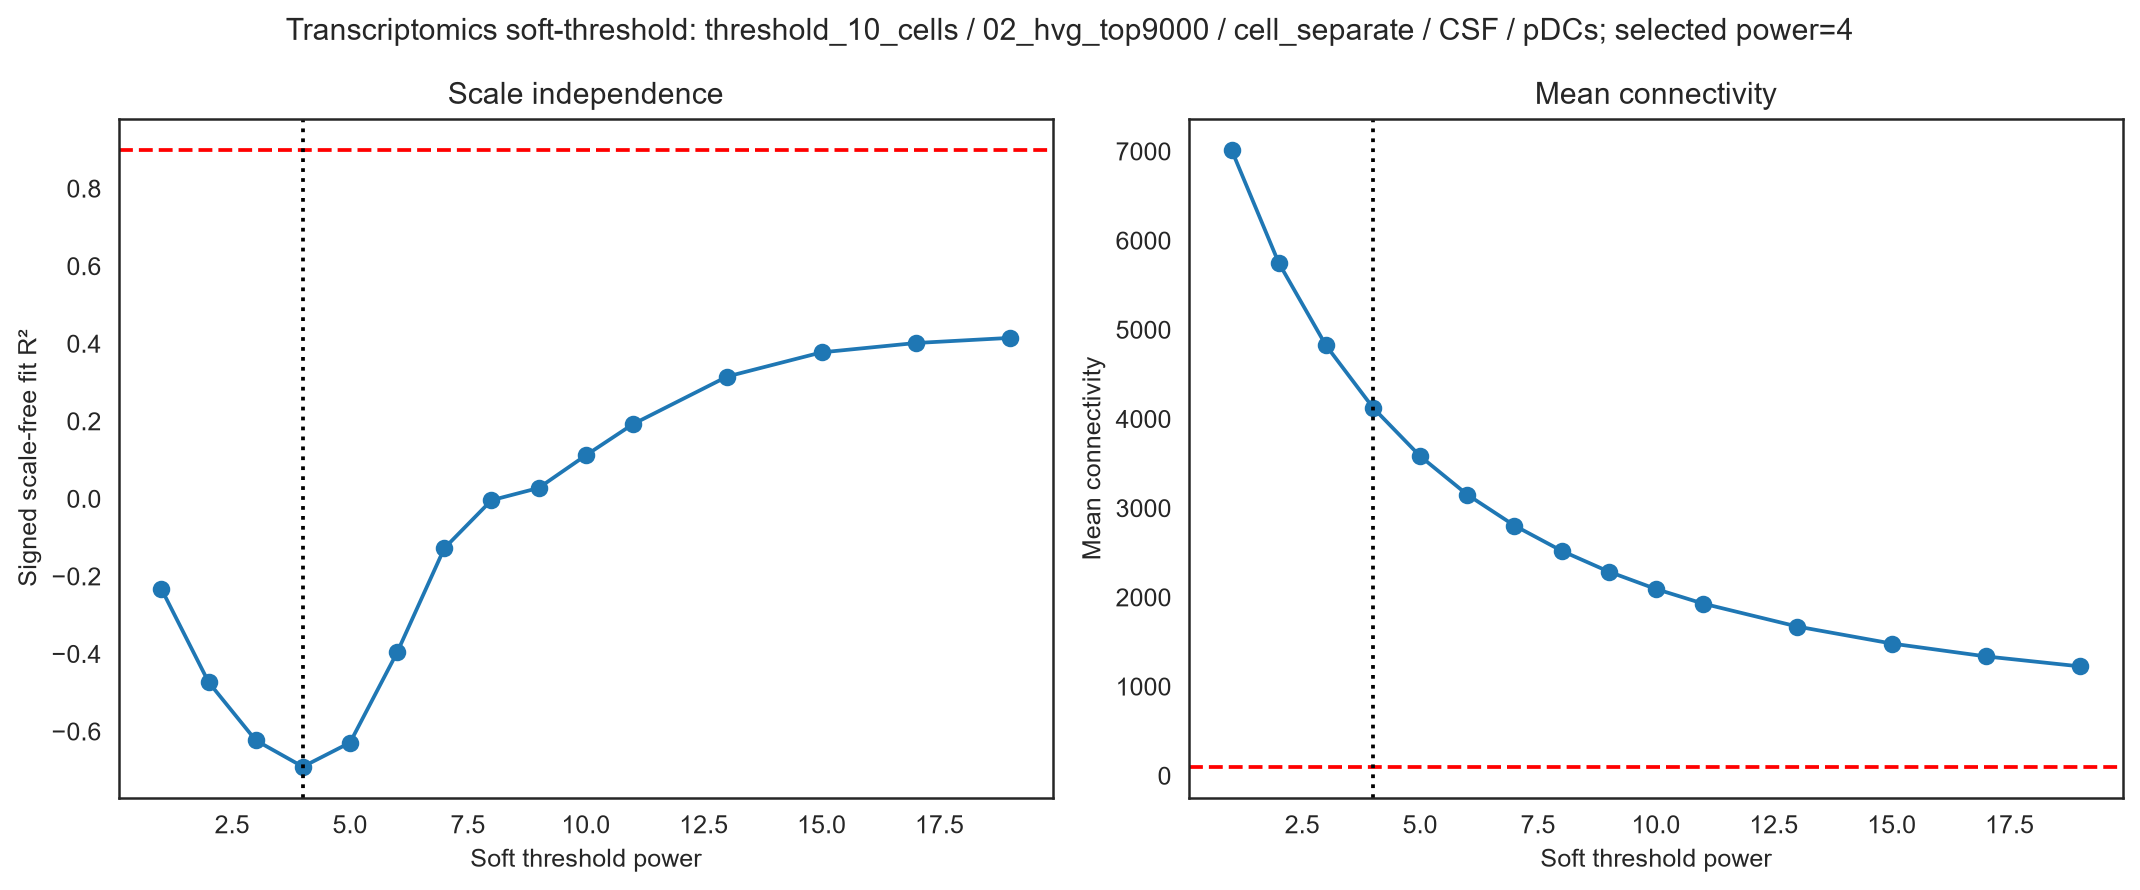 Transcriptomics soft-threshold: threshold_10_cells / 02_hvg_top9000 / cell_separate / CSF / pDCs; selected power=4
Scale independence
Signed scale-free fit R²
0.8
0.6
0.4
0.2
0.0
−0.2
−0.4
−0.6
2.5 5.0 7.5 10.0 12.5 15.0 17.5
Soft threshold power
Mean connectivity
Mean connectivity
7000
6000
5000
4000
3000
2000
1000
0
2.5 5.0 7.5 10.0 12.5 15.0 17.5
Soft threshold power